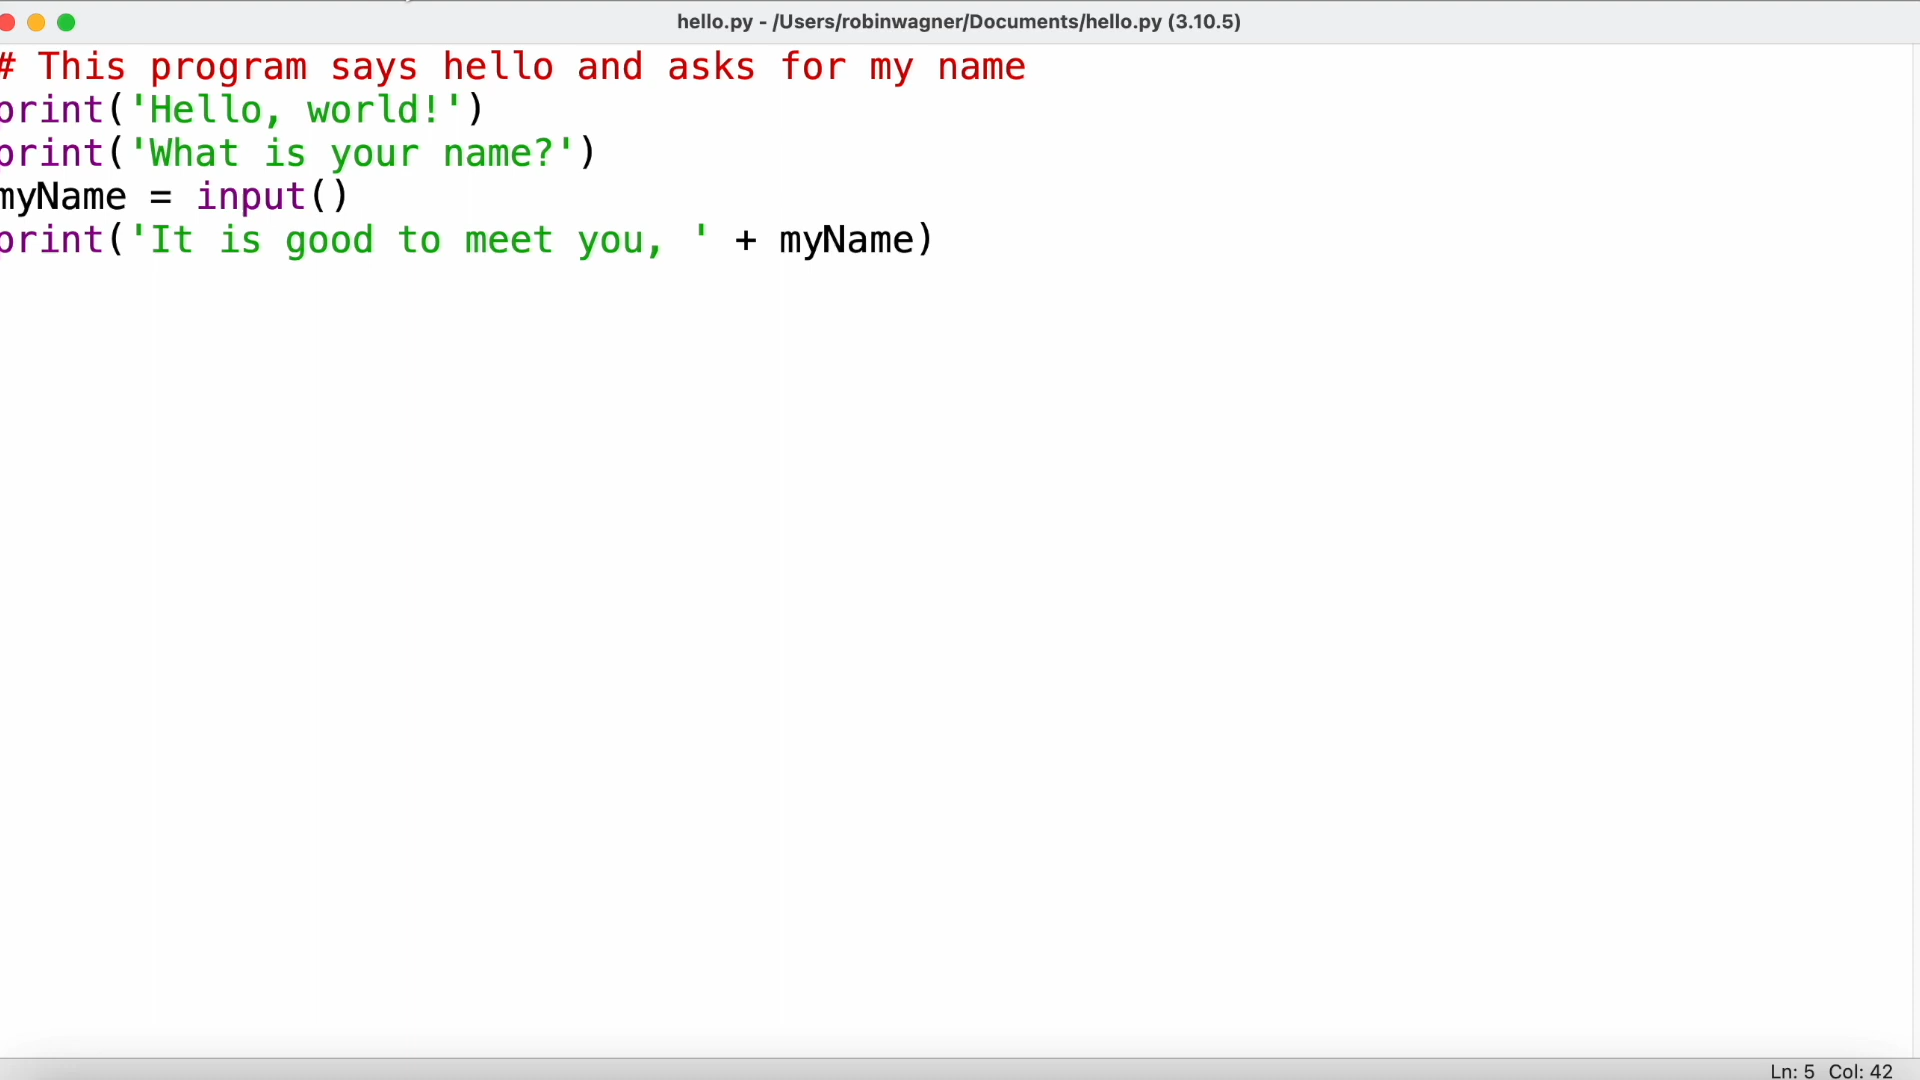 hello.py - /Users/robinwagner/Documents/hello.py (3.10.5)
# This program says hello and asks for my name
print('Hello, world!')
print('What is your name?')
myName = input()
print('It is good to meet you, ' + myName)
Ln: 5 Col: 42